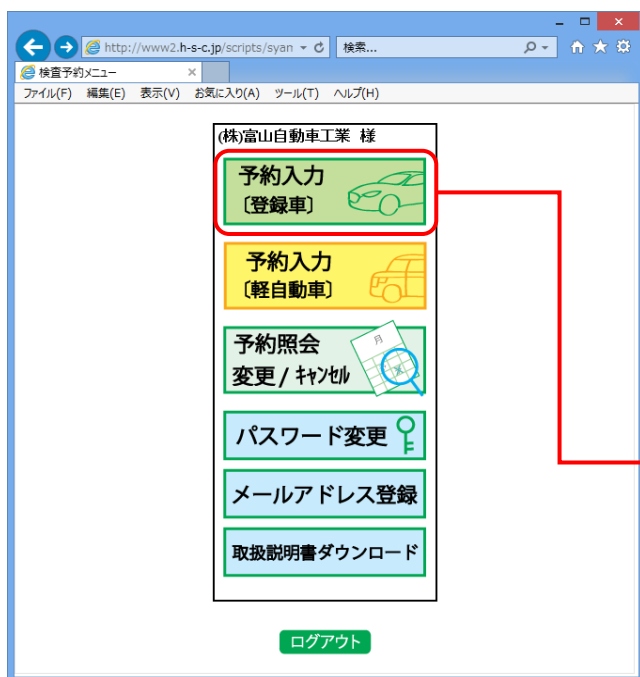 http://www2.h-s-c.jp/scripts/syan
検索...
検査予約メニュー
ファイル(F) 編集(E) 表示(V) お気に入り(A) ツール(T) ヘルプ(H)
(株)富山自動車工業 様
予約入力
〔登録車〕
予約入力
〔軽自動車〕
予約照会
変更 / キャンセル
月
パスワード変更
メールアドレス登録
取扱説明書ダウンロード
ログアウト